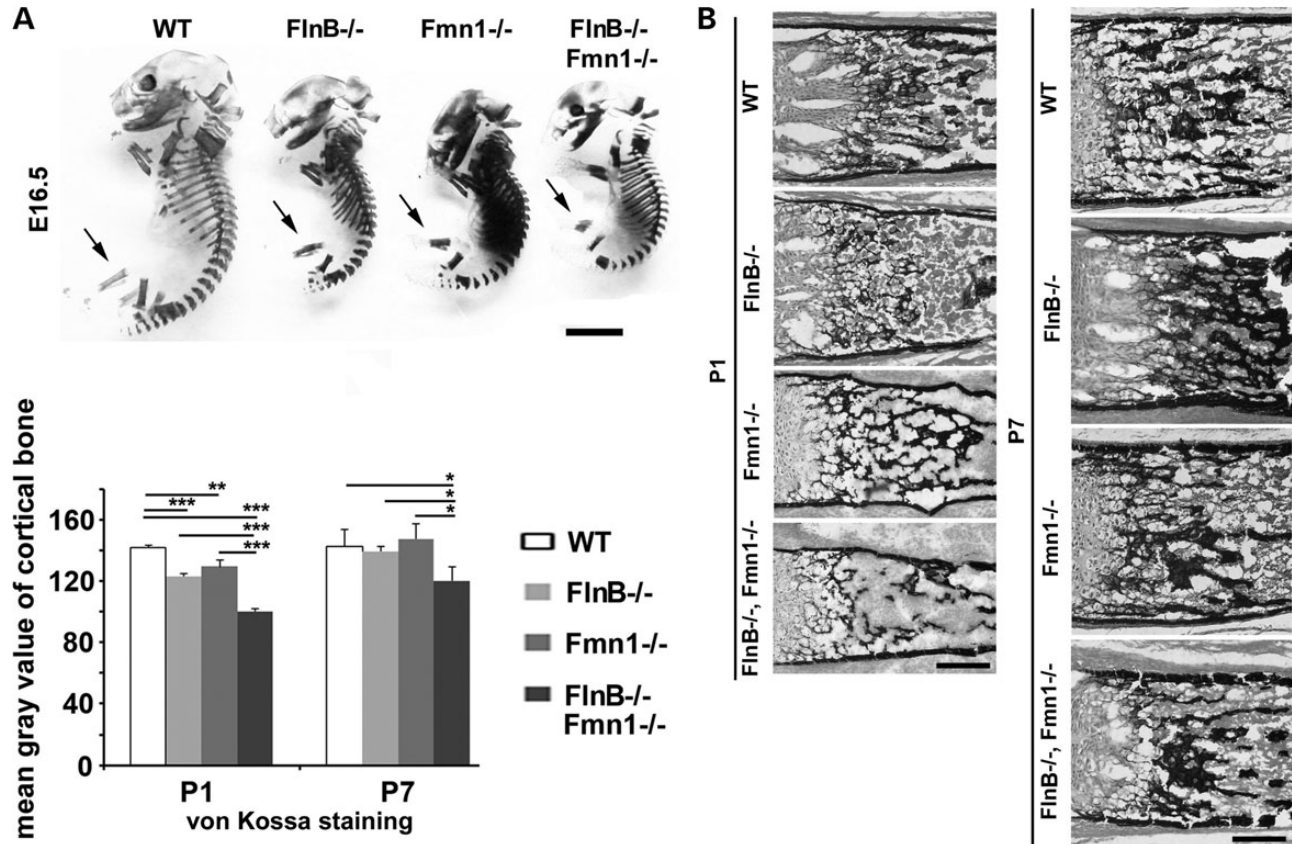 A
WT
FlnB-/-
Fmn1-/-
FlnB-/-
Fmn1-/-
E16.5
mean gray value of cortical bone
160
120
80
40
0
**
***
***
***
***
*
*
*
P1
P7
von Kossa staining
WT
FlnB-/-
Fmn1-/-
FlnB-/-
Fmn1-/-
B
P1
WT
FlnB-/-
Fmn1-/-
FlnB-/-, Fmn1-/-
P7
WT
FlnB-/-
Fmn1-/-
FlnB-/-, Fmn1-/-